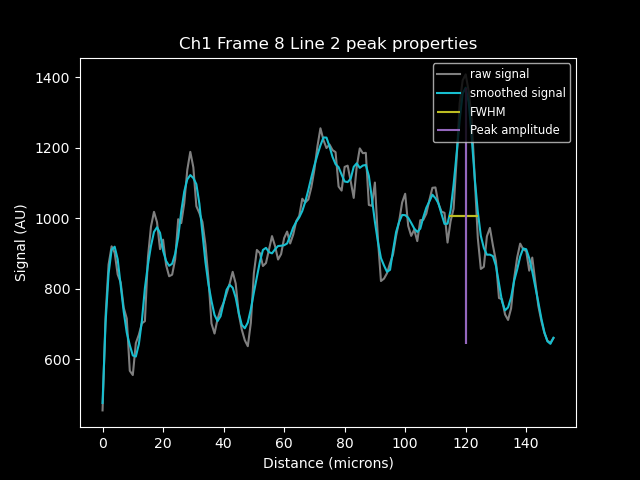 Ch1 Frame 8 Line 2 peak properties
raw signal
smoothed signal
FWHM
Peak amplitude
1400
1200
1000
800
600
Signal (AU)
0 20 40 60 80 100 120 140
Distance (microns)